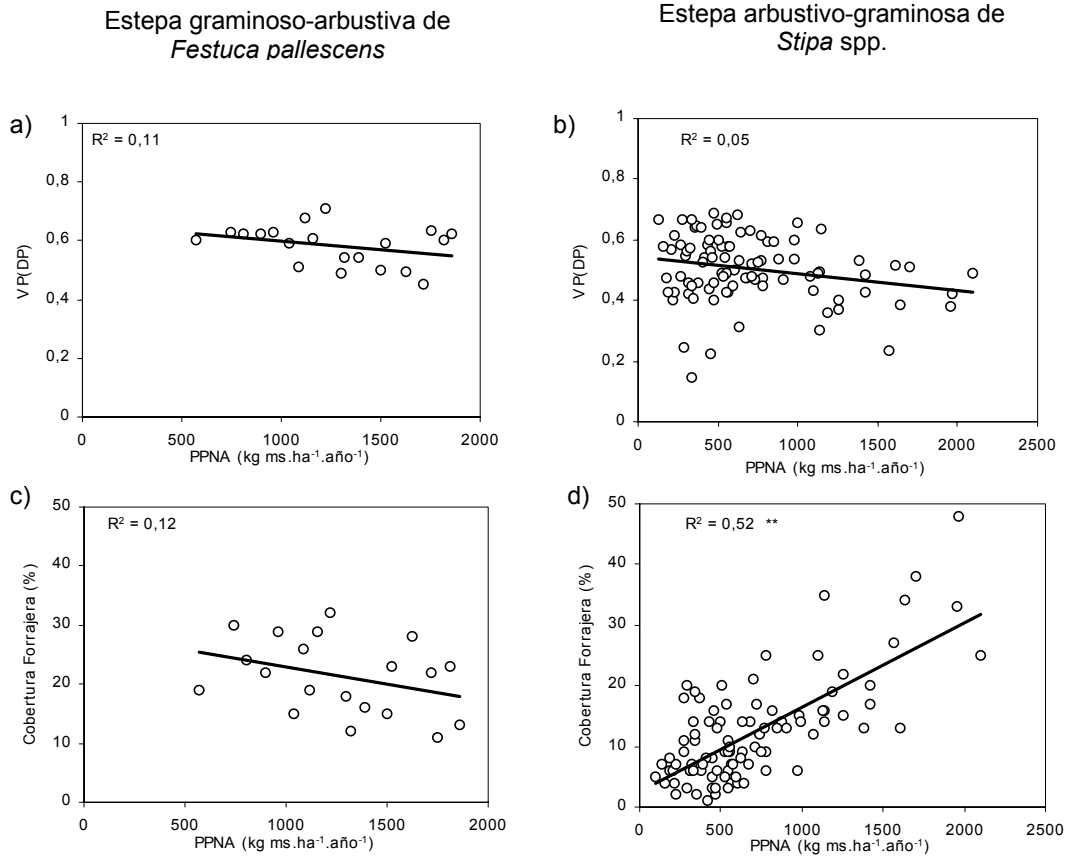 Estepa graminoso-arbustiva de
Festuca pallescens
Estepa arbustivo-graminosa de
Stipa spp.
a)
R² = 0,11
1
0,8
0,6
0,4
0,2
0
VP(DP)
0 500 1000 1500 2000
PPNA (kg ms.ha⁻¹.año⁻¹)
b)
R² = 0,05
1
0,8
0,6
0,4
0,2
0
VP(DP)
0 500 1000 1500 2000 2500
PPNA (kg ms.ha⁻¹.año⁻¹)
c)
R² = 0,12
50
40
30
20
10
0
Cobertura Forrajera (%)
0 500 1000 1500 2000
PPNA (kg ms.ha⁻¹.año⁻¹)
d)
R² = 0,52 **
50
40
30
20
10
0
Cobertura Forrajera (%)
0 500 1000 1500 2000 2500
PPNA (kg ms.ha⁻¹.año⁻¹)